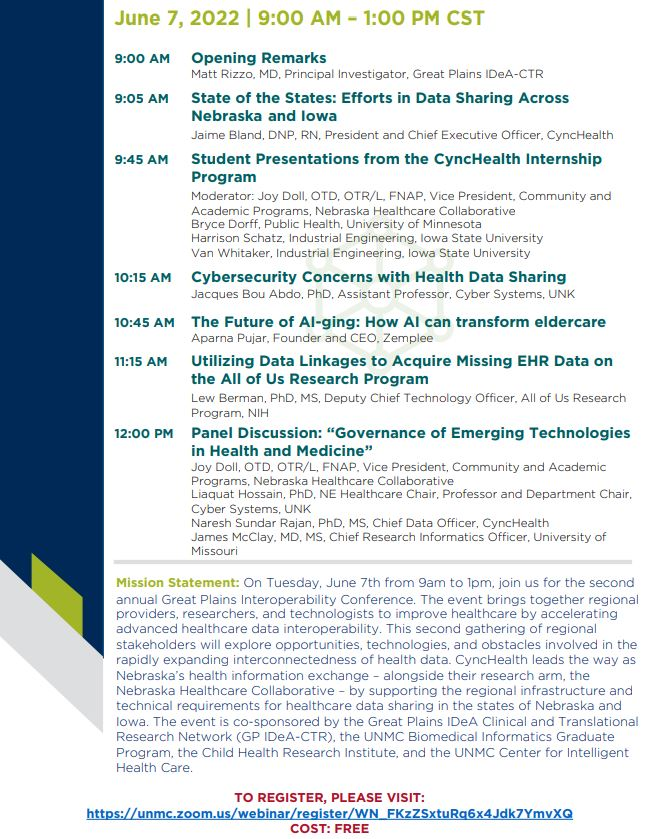 June 7, 2022 | 9:00 AM – 1:00 PM CST
9:00 AM Opening Remarks
Matt Rizzo, MD, Principal Investigator, Great Plains IDeA-CTR
9:05 AM State of the States: Efforts in Data Sharing Across
Nebraska and Iowa
Jaime Bland, DNP, RN, President and Chief Executive Officer, CyncHealth
9:45 AM Student Presentations from the CyncHealth Internship
Program
Moderator: Joy Doll, OTD, OTR/L, FNAP, Vice President, Community and
Academic Programs, Nebraska Healthcare Collaborative
Bryce Dorff, Public Health, University of Minnesota
Harrison Schatz, Industrial Engineering, Iowa State University
Van Whitaker, Industrial Engineering, Iowa State University
10:15 AM Cybersecurity Concerns with Health Data Sharing
Jacques Bou Abdo, PhD, Assistant Professor, Cyber Systems, UNK
10:45 AM The Future of AI-ging: How AI can transform eldercare
Aparna Pujar, Founder and CEO, Zemplee
11:15 AM Utilizing Data Linkages to Acquire Missing EHR Data on
the All of Us Research Program
Lew Berman, PhD, MS, Deputy Chief Technology Officer, All of Us Research
Program, NIH
12:00 PM Panel Discussion: “Governance of Emerging Technologies
in Health and Medicine”
Joy Doll, OTD, OTR/L, FNAP, Vice President, Community and Academic
Programs, Nebraska Healthcare Collaborative
Liaquat Hossain, PhD, NE Healthcare Chair, Professor and Department Chair,
Cyber Systems, UNK
Naresh Sundar Rajan, PhD, MS, Chief Data Officer, CyncHealth
James McClay, MD, MS, Chief Research Informatics Officer, University of
Missouri
Mission Statement: On Tuesday, June 7th from 9am to 1pm, join us for the second
annual Great Plains Interoperability Conference. The event brings together regional
providers, researchers, and technologists to improve healthcare by accelerating
advanced healthcare data interoperability. This second gathering of regional
stakeholders will explore opportunities, technologies, and obstacles involved in the
rapidly expanding interconnectedness of health data. CyncHealth leads the way as
Nebraska’s health information exchange – alongside their research arm, the
Nebraska Healthcare Collaborative – by supporting the regional infrastructure and
technical requirements for healthcare data sharing in the states of Nebraska and
Iowa. The event is co-sponsored by the Great Plains IDeA Clinical and Translational
Research Network (GP IDeA-CTR), the UNMC Biomedical Informatics Graduate
Program, the Child Health Research Institute, and the UNMC Center for Intelligent
Health Care.
TO REGISTER, PLEASE VISIT:
https://unmc.zoom.us/webinar/register/WN_FKzZSxtuRq6x4Jdk7YmvXQ
COST: FREE